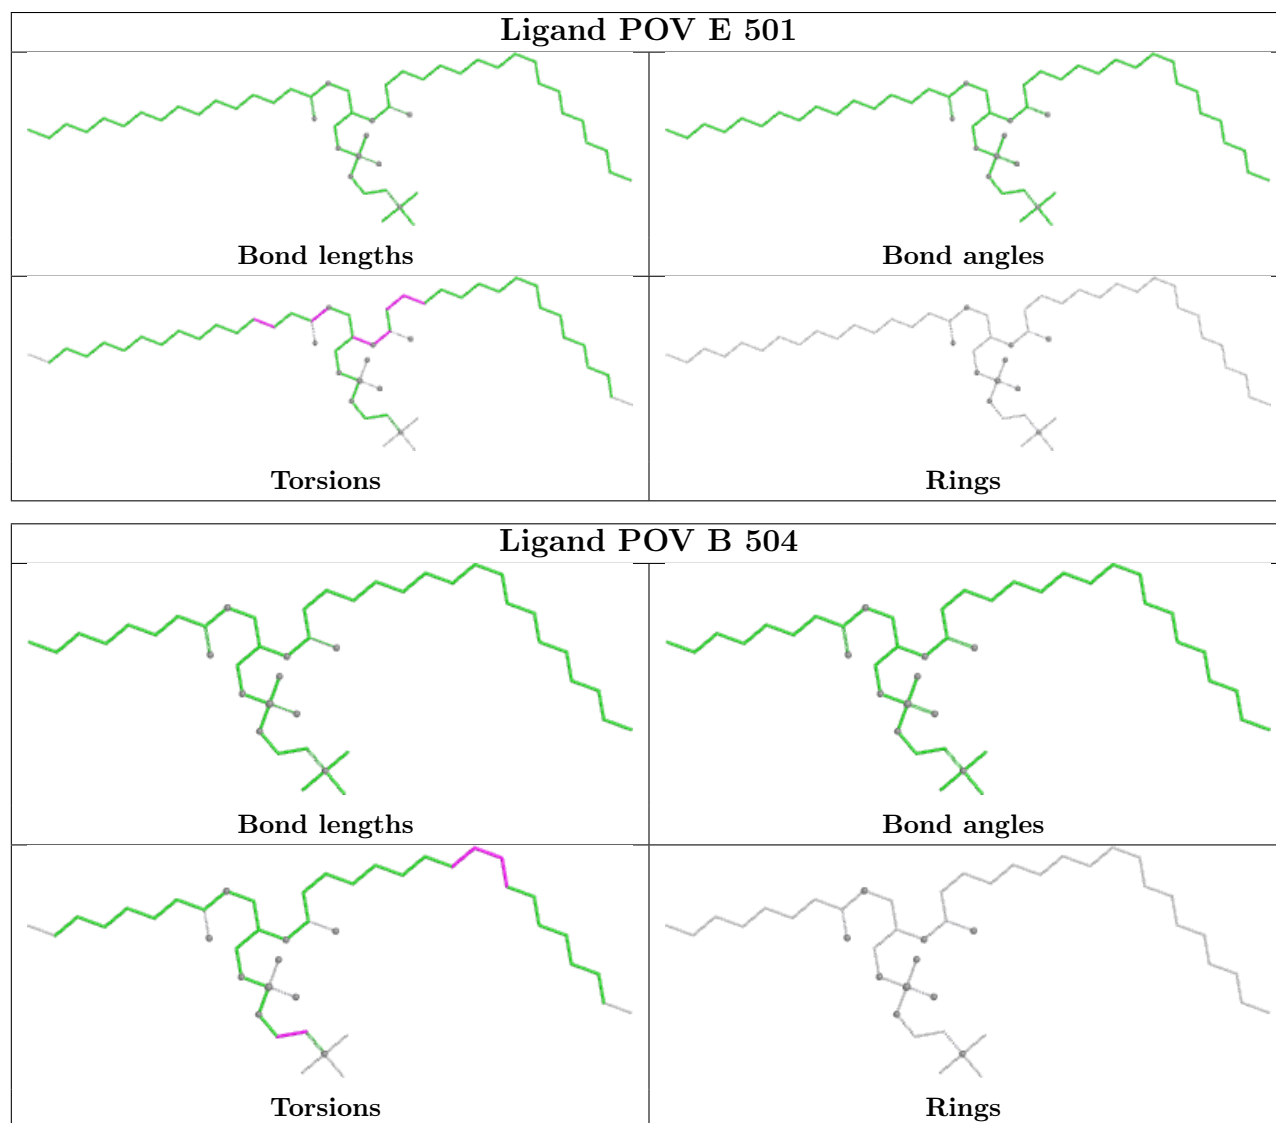 Ligand POV E 501
Bond lengths
Bond angles
Torsions
Rings
Ligand POV B 504
Bond lengths
Bond angles
Torsions
Rings